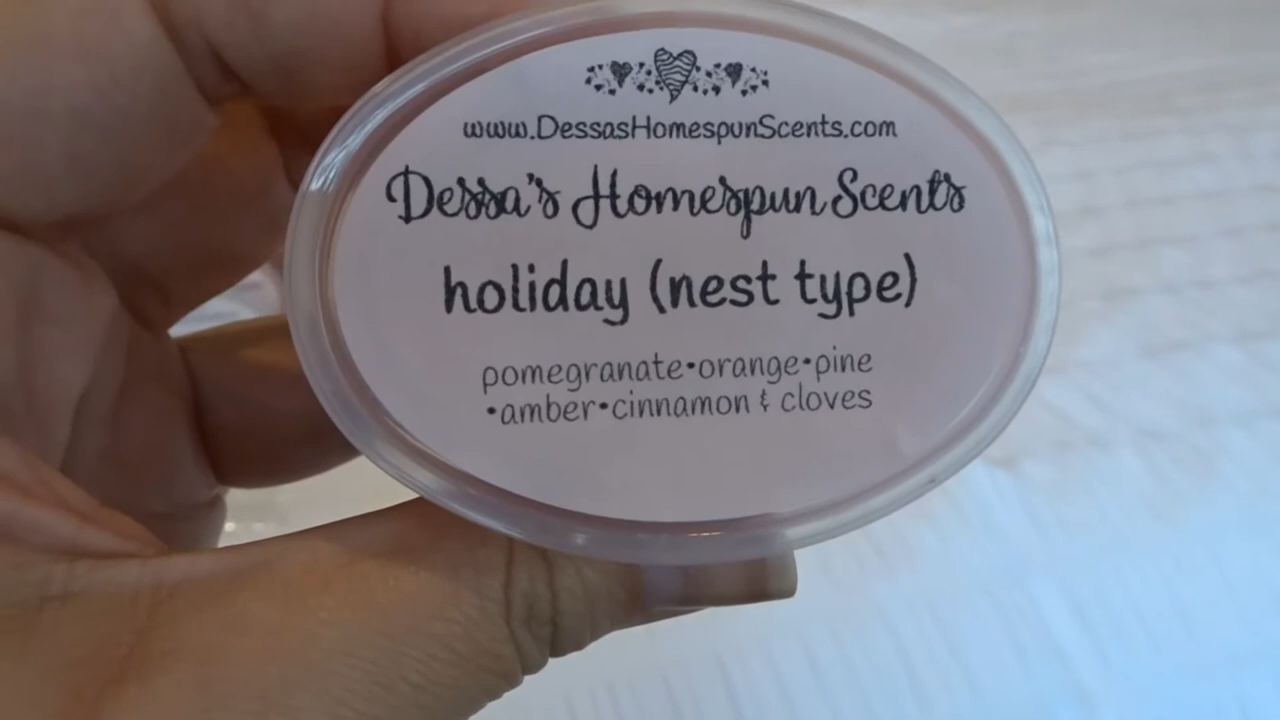 www.DessasHomespunScents.com
Dessa's Homespun Scents
holiday (nest type)
pomegranate•orange•pine
•amber•cinnamon & cloves